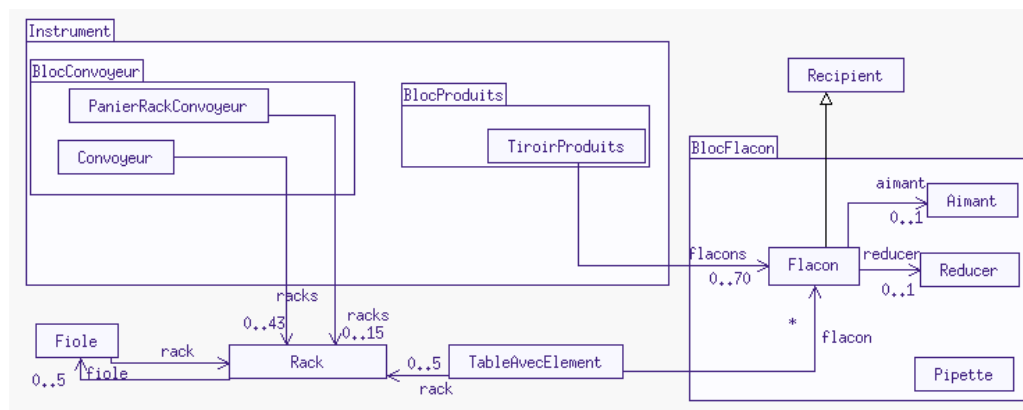 Instrument
BlocConvoyeur
PanierRackConvoyeur
Convoyeur
BlocProduits
TiroirProduits
Recipient
BlocFlacon
aimant
Aimant
0..1
flacons
0..70
Flacon
reducer
Reducer
0..1
racks
0..43
racks
0..15
*
flacon
Fiole
rack
0..5
fiole
Rack
0..5
rack
TableAvecElement
Pipette